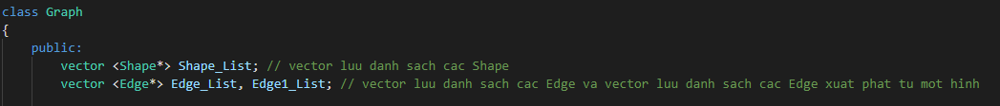 class Graph
{
public:
vector <Shape*> Shape_List; // vector luu danh sach cac Shape
vector <Edge*> Edge_List, Edge1_List; // vector luu danh sach cac Edge va vector luu danh sach cac Edge xuat phat tu mot hinh